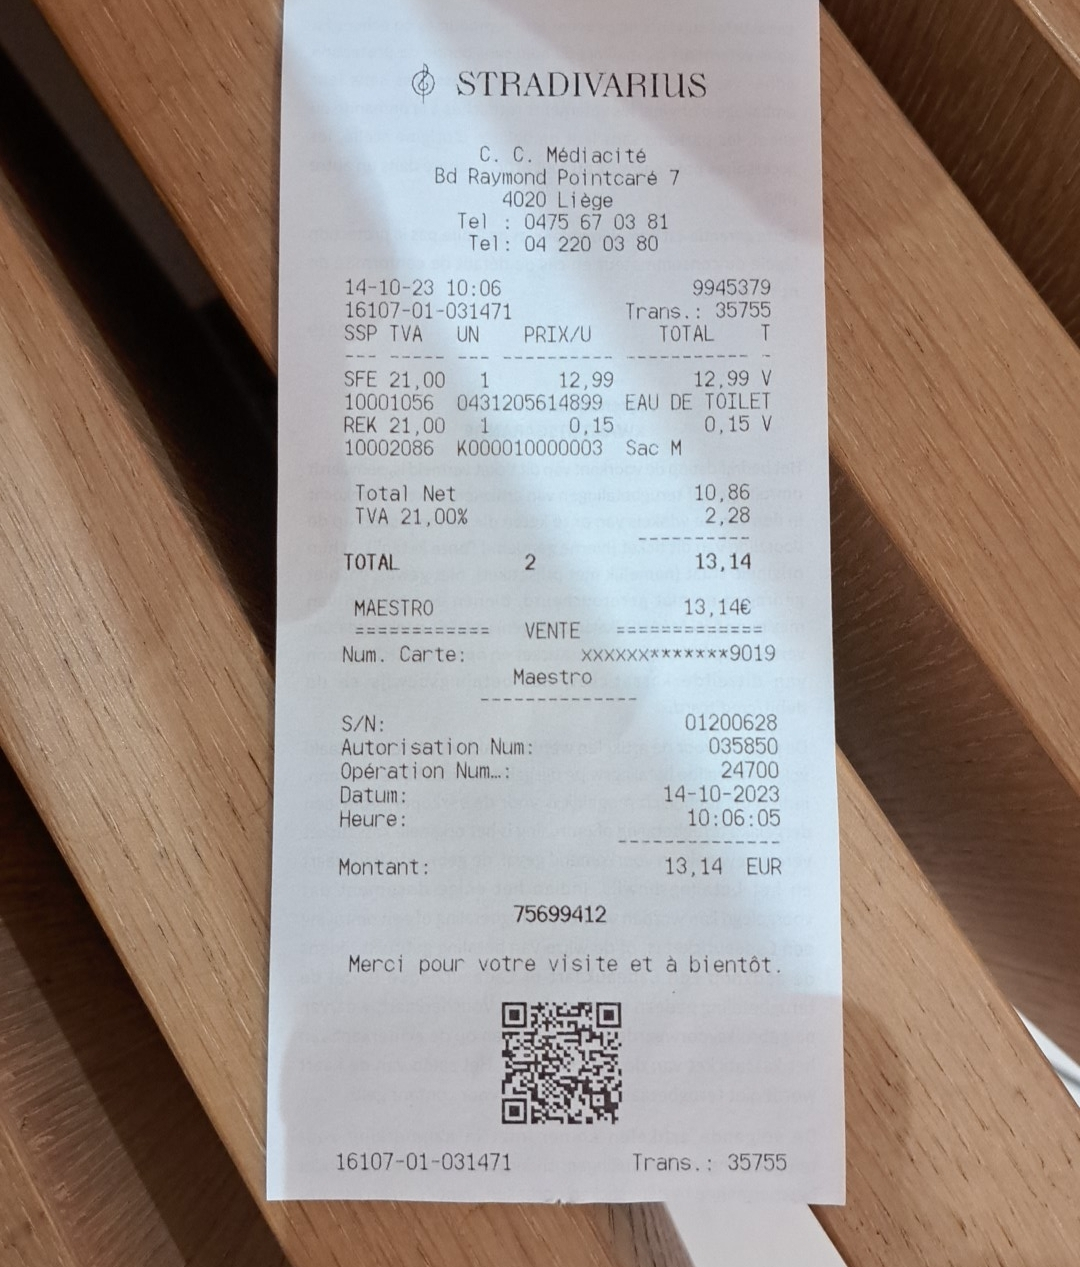 STRADIVARIUS
C. C. Médiacité
Bd Raymond Pointcaré 7
4020 Liège
Tel : 0475 67 03 81
Tel: 04 220 03 80
14-10-23 10:06 9945379
16107-01-031471 Trans.: 35755
SSP TVA UN PRIX/U TOTAL T
--- ----- --- ---------- ----------- -
SFE 21,00 1 12,99 12,99 V
10001056 0431205614899 EAU DE TOILET
REK 21,00 1 0,15 0,15 V
10002086 K000010000003 Sac M
Total Net 10,86
TVA 21,00% 2,28
----------
TOTAL 2 13,14
MAESTRO 13,14€
============ VENTE =============
Num. Carte: xxxxxx*******9019
Maestro
--------------
S/N: 01200628
Autorisation Num: 035850
Opération Num…: 24700
Datum: 14-10-2023
Heure: 10:06:05
--------------
Montant: 13,14 EUR
75699412
Merci pour votre visite et à bientôt.
16107-01-031471 Trans.: 35755